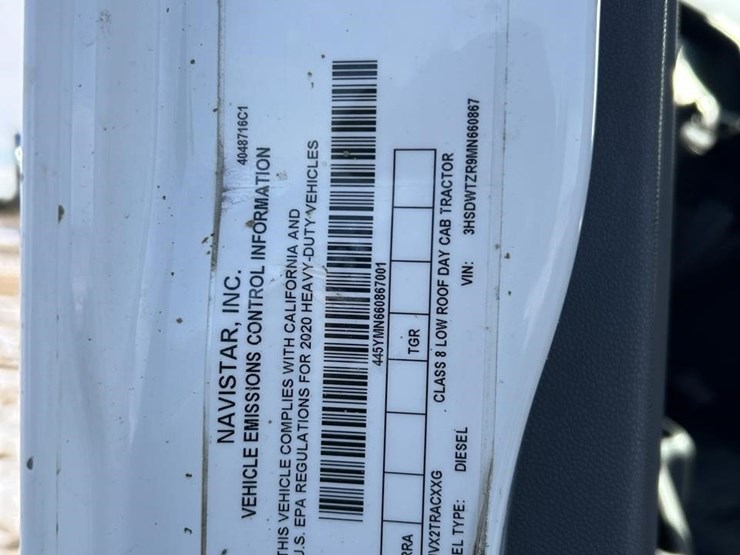 4048716C1
NAVISTAR, INC.
VEHICLE EMISSIONS CONTROL INFORMATION
THIS VEHICLE COMPLIES WITH CALIFORNIA AND
U.S. EPA REGULATIONS FOR 2020 HEAVY-DUTY VEHICLES
445YMN660867001
RRA TGR
VX2TRACXXG CLASS 8 LOW ROOF DAY CAB TRACTOR
EL TYPE: DIESEL VIN: 3HSDWTZR9MN660867